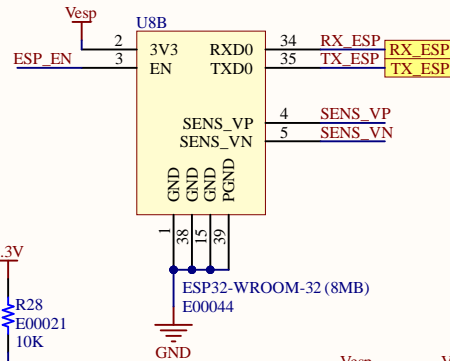 Vesp
U8B
2 3V3 RXD0 34 RX_ESP RX_ESP
ESP_EN 3 EN TXD0 35 TX_ESP TX_ESP
SENS_VP 4 SENS_VP
SENS_VN 5 SENS_VN
GND GND GND PGND
1 38 15 39
ESP32-WROOM-32 (8MB)
E00044
.3V
R28
E00021
10K
GND
Vesp